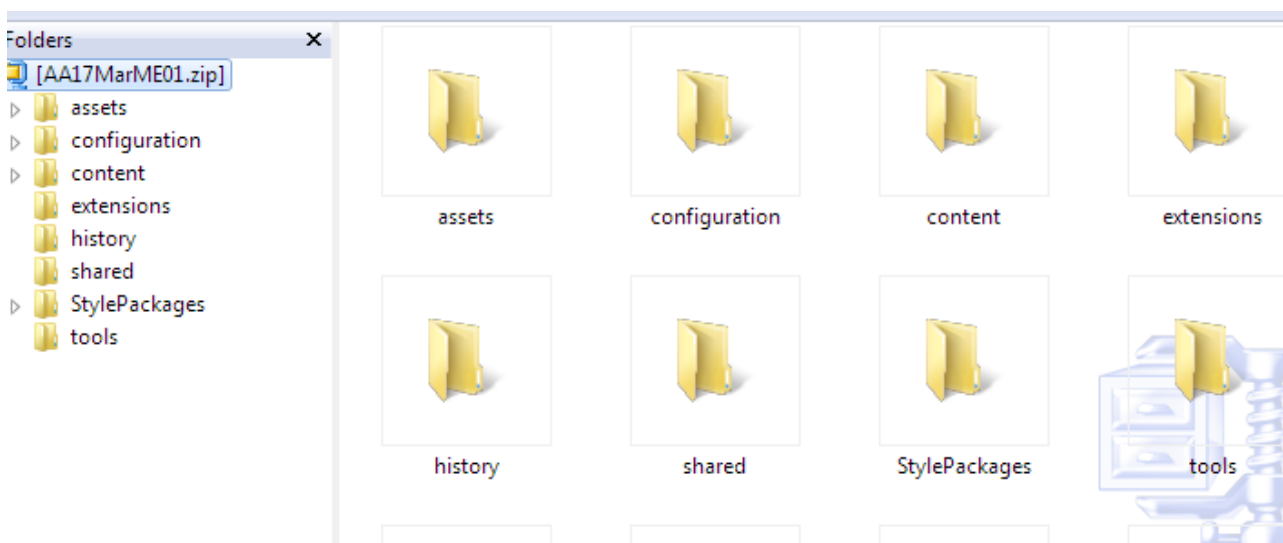 Folders
[AA17MarME01.zip]
assets
configuration
content
extensions
history
shared
StylePackages
tools
assets configuration content extensions
history shared StylePackages tools